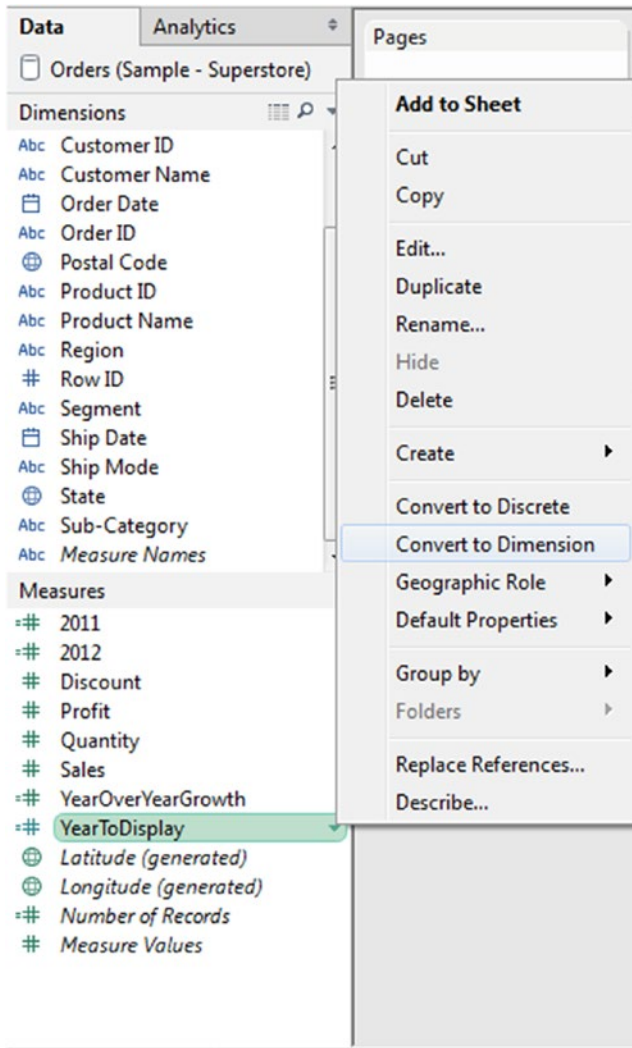 Data
Analytics
Pages
Orders (Sample - Superstore)
Dimensions
Abc Customer ID
Abc Customer Name
Order Date
Abc Order ID
Postal Code
Abc Product ID
Abc Product Name
Abc Region
# Row ID
Abc Segment
Ship Date
Abc Ship Mode
State
Abc Sub-Category
Abc Measure Names
Measures
=# 2011
=# 2012
# Discount
# Profit
# Quantity
# Sales
=# YearOverYearGrowth
=# YearToDisplay
Latitude (generated)
Longitude (generated)
=# Number of Records
# Measure Values
Add to Sheet
Cut
Copy
Edit...
Duplicate
Rename...
Hide
Delete
Create
Convert to Discrete
Convert to Dimension
Geographic Role
Default Properties
Group by
Folders
Replace References...
Describe...